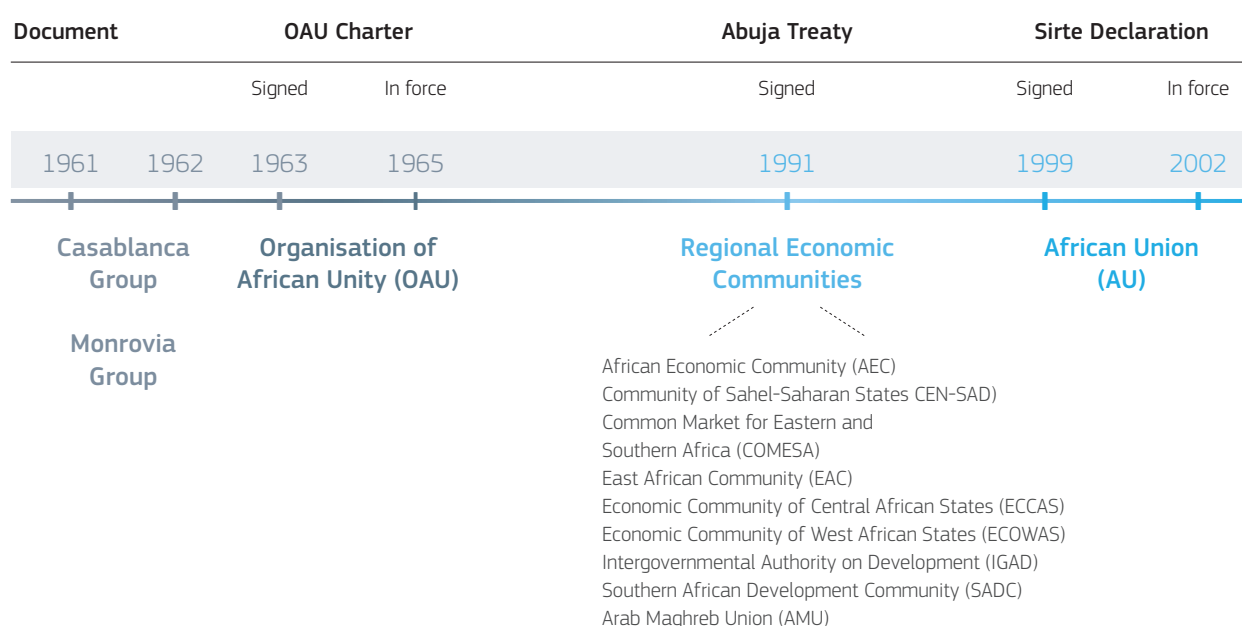 Document OAU Charter Abuja Treaty Sirte Declaration
Signed In force Signed Signed In force
1961 1962 1963 1965 1991 1999 2002
Casablanca
Group
Organisation of
African Unity (OAU)
Regional Economic
Communities
African Union
(AU)
Monrovia
Group
African Economic Community (AEC)
Community of Sahel-Saharan States CEN-SAD)
Common Market for Eastern and
Southern Africa (COMESA)
East African Community (EAC)
Economic Community of Central African States (ECCAS)
Economic Community of West African States (ECOWAS)
Intergovernmental Authority on Development (IGAD)
Southern African Development Community (SADC)
Arab Maghreb Union (AMU)